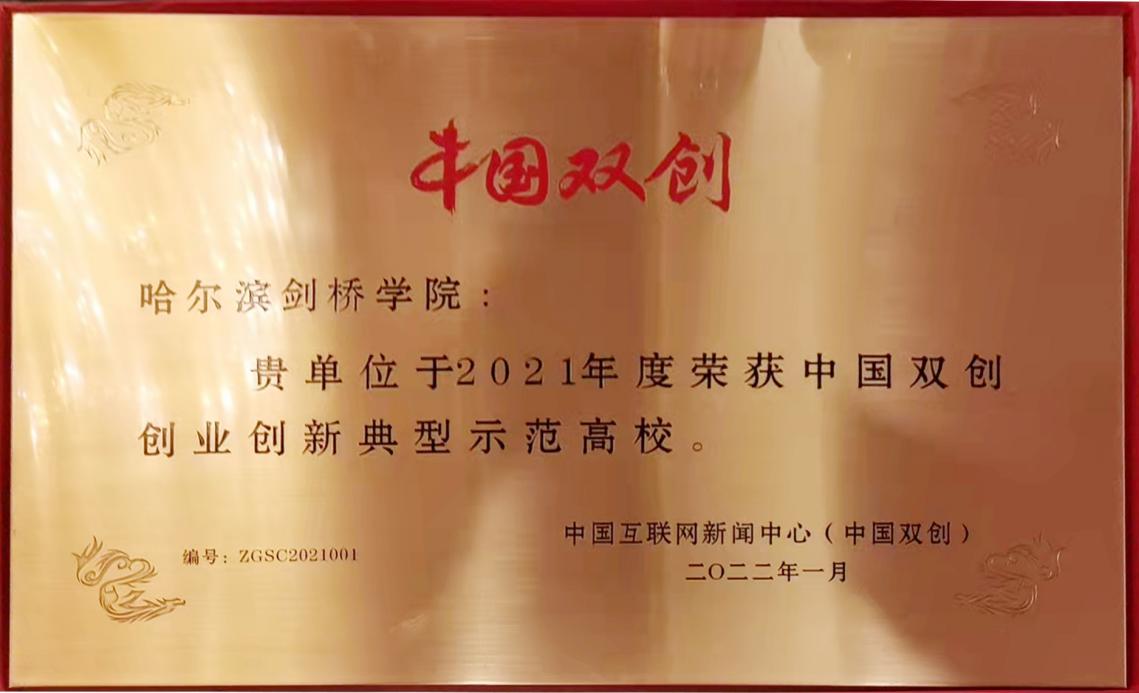 中国双创
哈尔滨剑桥学院：
贵单位于2021年度荣获中国双创
创业创新典型示范高校。
中国互联网新闻中心（中国双创）
编号：ZGSC2021001
二〇二二年一月